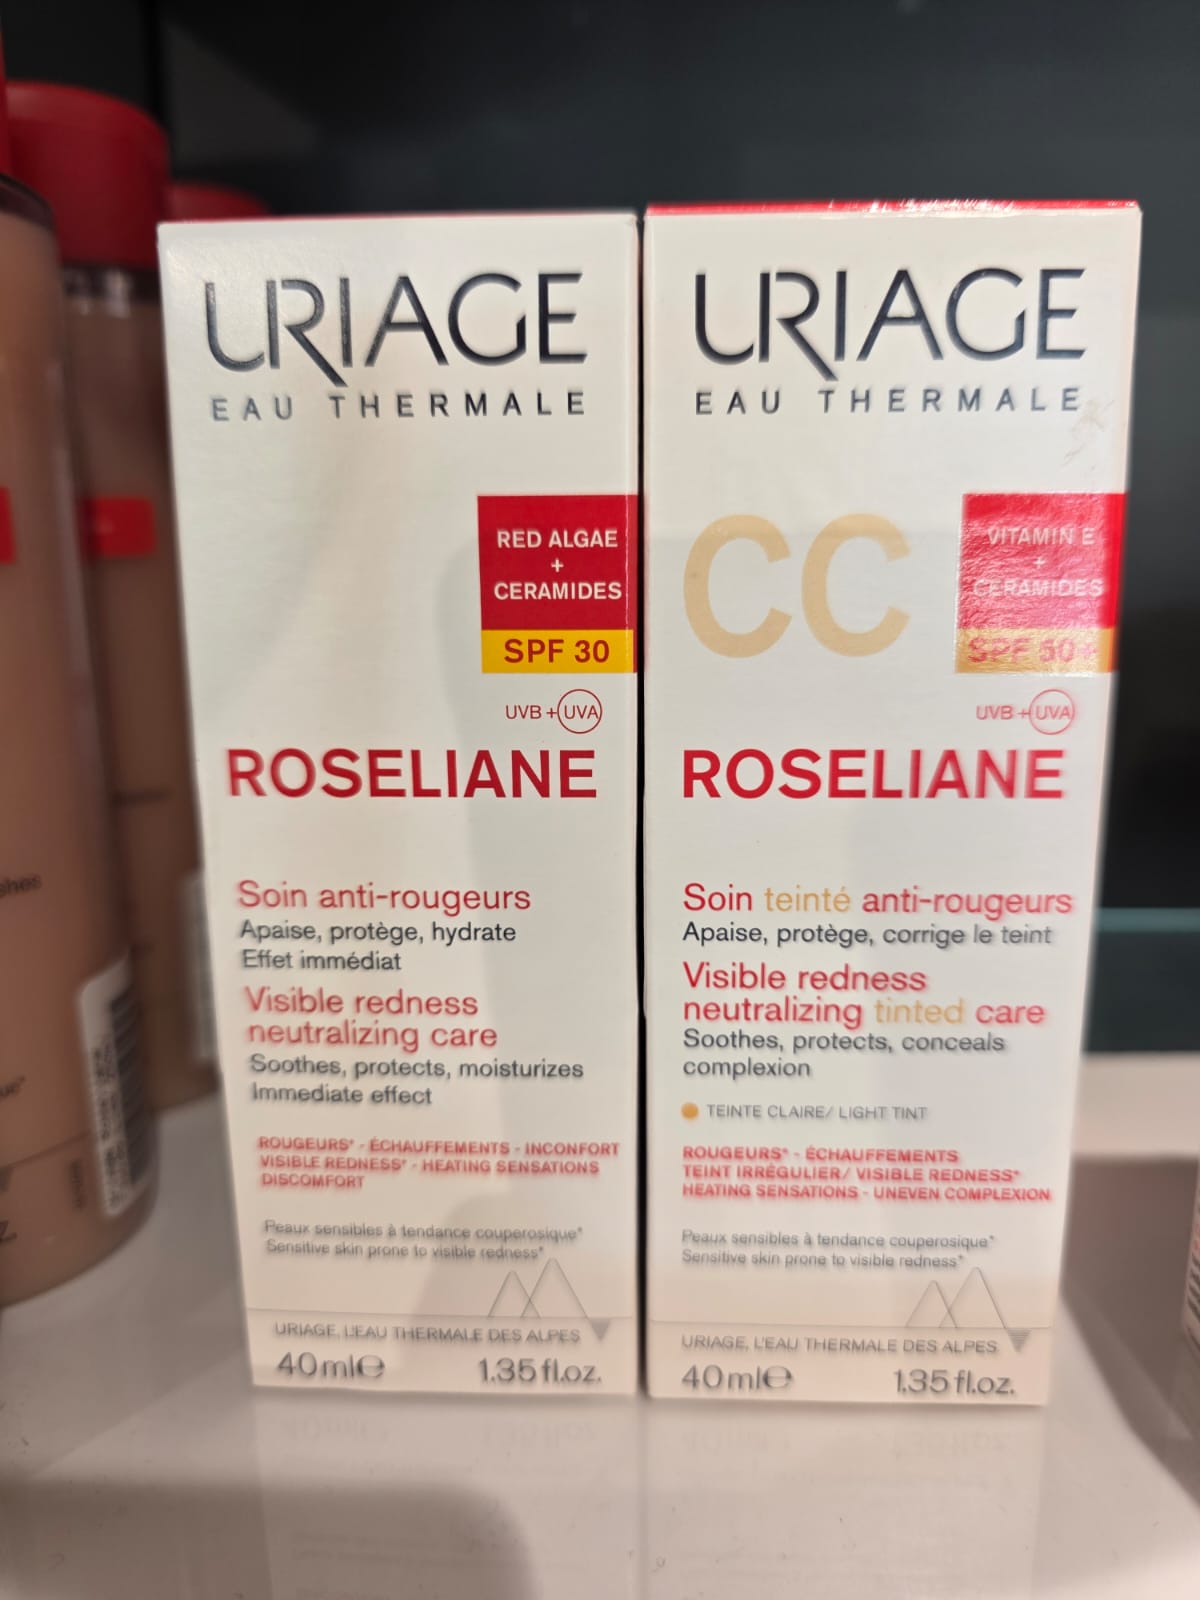 URIAGE
EAU THERMALE
RED ALGAE
+
CERAMIDES
SPF 30
UVB + UVA
ROSELIANE
Soin anti-rougeurs
Apaise, protège, hydrate
Effet immédiat
Visible redness
neutralizing care
Soothes, protects, moisturizes
Immediate effect
ROUGEURS* - ÉCHAUFFEMENTS - INCONFORT
VISIBLE REDNESS* - HEATING SENSATIONS
DISCOMFORT
Peaux sensibles à tendance couperosique*
Sensitive skin prone to visible redness*
URIAGE, L'EAU THERMALE DES ALPES
40 ml e 1.35 fl.oz.
URIAGE
EAU THERMALE
CC
VITAMIN E
+
CERAMIDES
SPF 50+
UVB + UVA
ROSELIANE
Soin teinté anti-rougeurs
Apaise, protège, corrige le teint
Visible redness
neutralizing tinted care
Soothes, protects, conceals
complexion
TEINTE CLAIRE/ LIGHT TINT
ROUGEURS* - ÉCHAUFFEMENTS
TEINT IRRÉGULIER/ VISIBLE REDNESS*
HEATING SENSATIONS - UNEVEN COMPLEXION
Peaux sensibles à tendance couperosique*
Sensitive skin prone to visible redness*
URIAGE, L'EAU THERMALE DES ALPES
40 ml e 1.35 fl.oz.